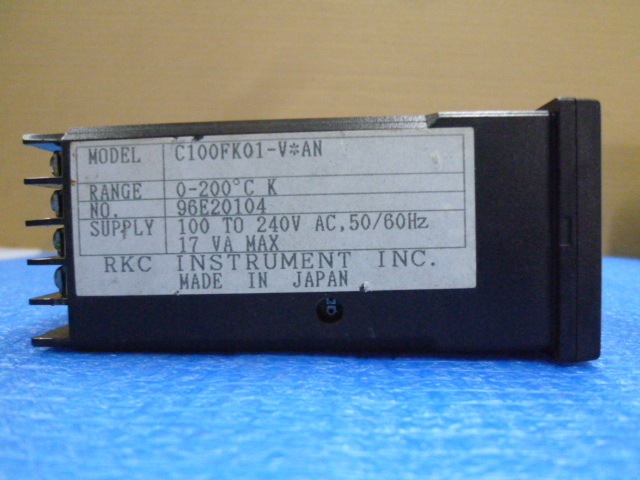 MODEL C100FK01-V*AN
RANGE 0-200°C K
NO. 96E20104
SUPPLY 100 TO 240V AC,50/60Hz
17 VA MAX
RKC INSTRUMENT INC.
MADE IN JAPAN